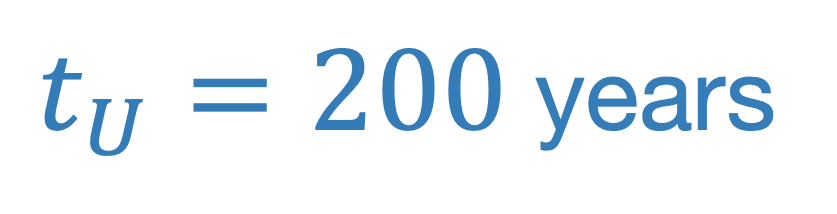 t_U = 200 years